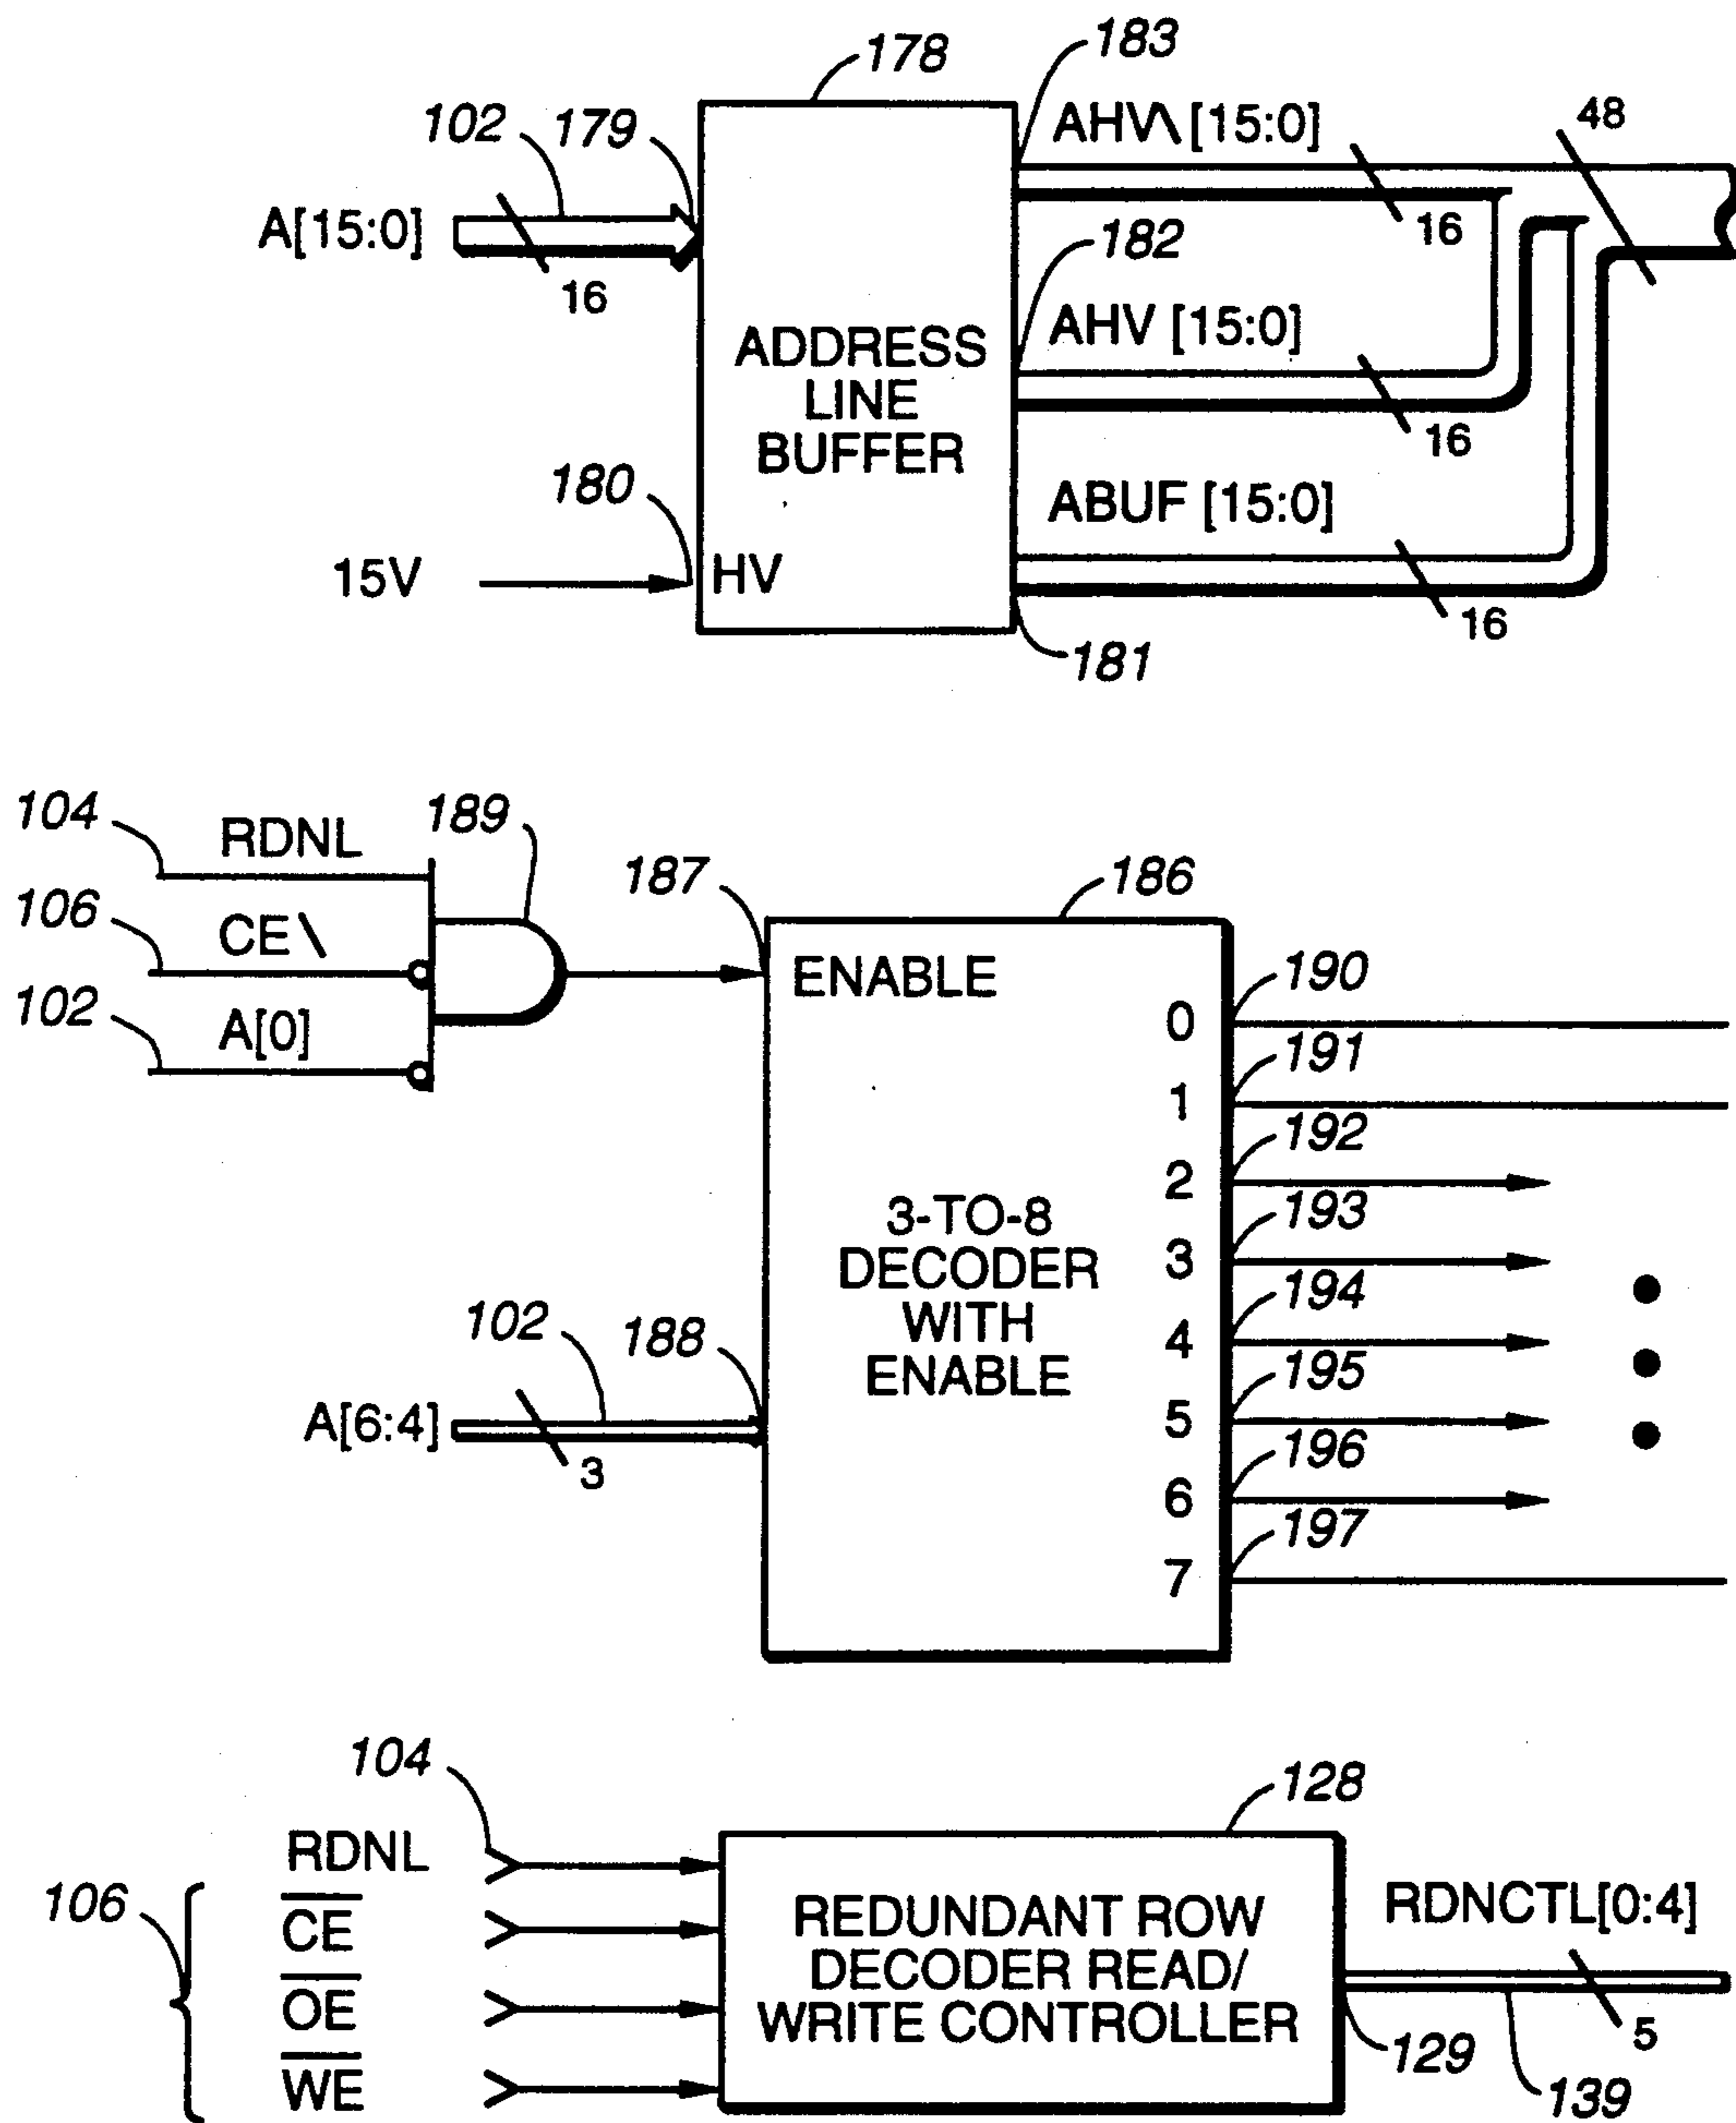 178
183
AHV\ [15:0]
48
102
179
A[15:0]
16
16
182
AHV [15:0]
ADDRESS
LINE
BUFFER
16
180
ABUF [15:0]
15V
HV
16
181
104
RDNL
189
187
186
106
CE\
ENABLE
190
102
A[0]
0
191
1
192
2
193
3-TO-8
DECODER
WITH
ENABLE
3
194
102
188
4
195
A[6:4]
3
5
196
6
197
7
104
128
RDNL
106
CE
OE
WE
REDUNDANT ROW
DECODER READ/
WRITE CONTROLLER
RDNCTL[0:4]
5
129
139